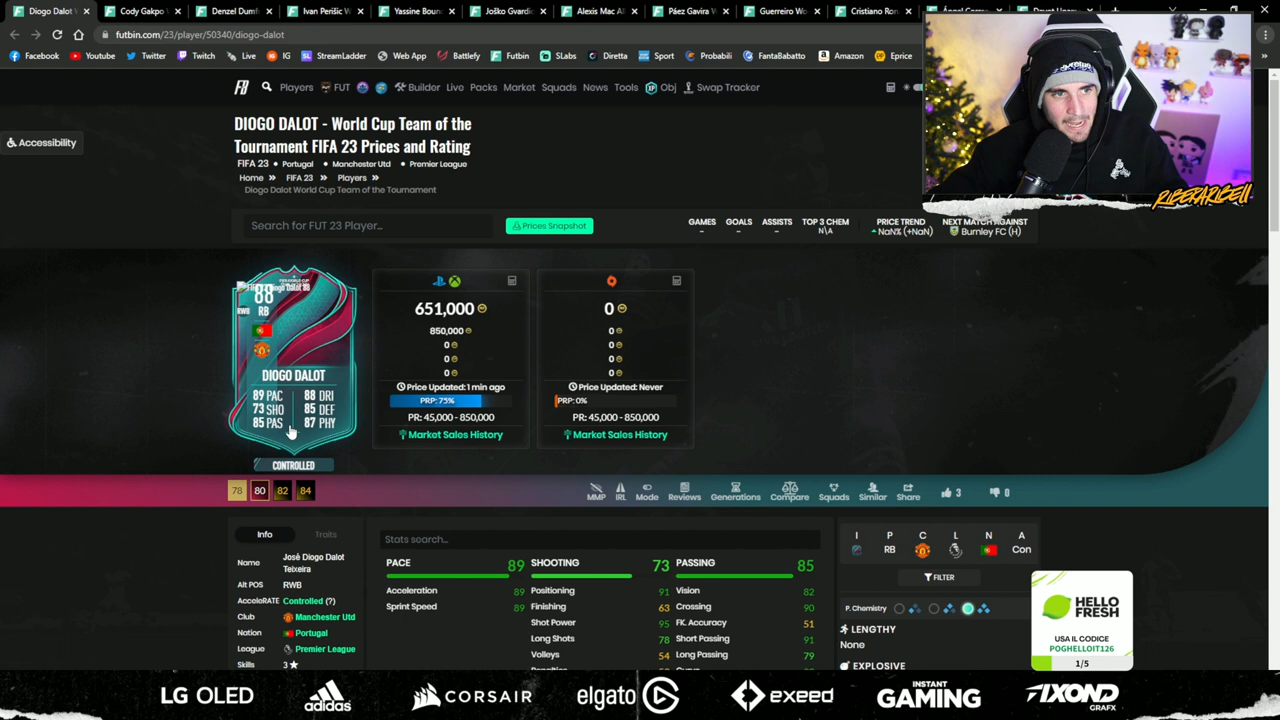 Diogo Dalot
Cody Gakpo
Denzel Dumf
Ivan Perišic W
Yassine Boun
Joško Gvardi
Alexis Mac Al
Páez Gavira W
Guerreiro Wo
Cristiano Ron
futbin.com/23/player/50340/diogo-dalot
Facebook Youtube Twitter Twitch Live IG StreamLadder Web App Battlefy Futbin SLabs Diretta Sport Probabili FantaBabatto Amazon Eprice
Players FUT Builder Live Packs Market Squads News Tools Obj Swap Tracker
Accessibility
DIOGO DALOT - World Cup Team of the
Tournament FIFA 23 Prices and Rating
FIFA 23 Portugal Manchester Utd Premier League
Home FIFA 23 Players
Diogo Dalot World Cup Team of the Tournament
RIBERARIBELL
Search for FUT 23 Player...
Prices Snapshot
GAMES GOALS ASSISTS TOP 3 CHEM PRICE TREND NEXT MATCH AGAINST
- - - N\A NaN% (+NaN) Burnley FC (H)
88
RWB RB
DIOGO DALOT
89 PAC 88 DRI
73 SHO 85 DEF
85 PAS 87 PHY
CONTROLLED
651,000
850,000
0
0
0
Price Updated: 1 min ago
PRP: 75%
PR: 45,000 - 850,000
Market Sales History
0
0
0
0
0
Price Updated: Never
PRP: 0%
PR: 45,000 - 850,000
Market Sales History
78 80 82 84
MMP IRL Mode Reviews Generations Compare Squads Similar Share 3 0
Info Traits
Name José Diogo Dalot Teixeira
Alt POS RWB
AcceleRATE Controlled (?)
Club Manchester Utd
Nation Portugal
League Premier League
Skills 3
Stats search...
PACE 89
Acceleration 89
Sprint Speed 89
SHOOTING 73
Positioning 91
Finishing 63
Shot Power 95
Long Shots 78
Volleys 54
PASSING 85
Vision 82
Crossing 90
FK. Accuracy 51
Short Passing 91
Long Passing 79
I P C L N A
RB Con
FILTER
P. Chemistry
LENGTHY
None
EXPLOSIVE
HELLO
FRESH
USA IL CODICE
POGHELLOIT126
1/5
LG OLED adidas CORSAIR elgato exeed INSTANT GAMING FIXOND GRAFX